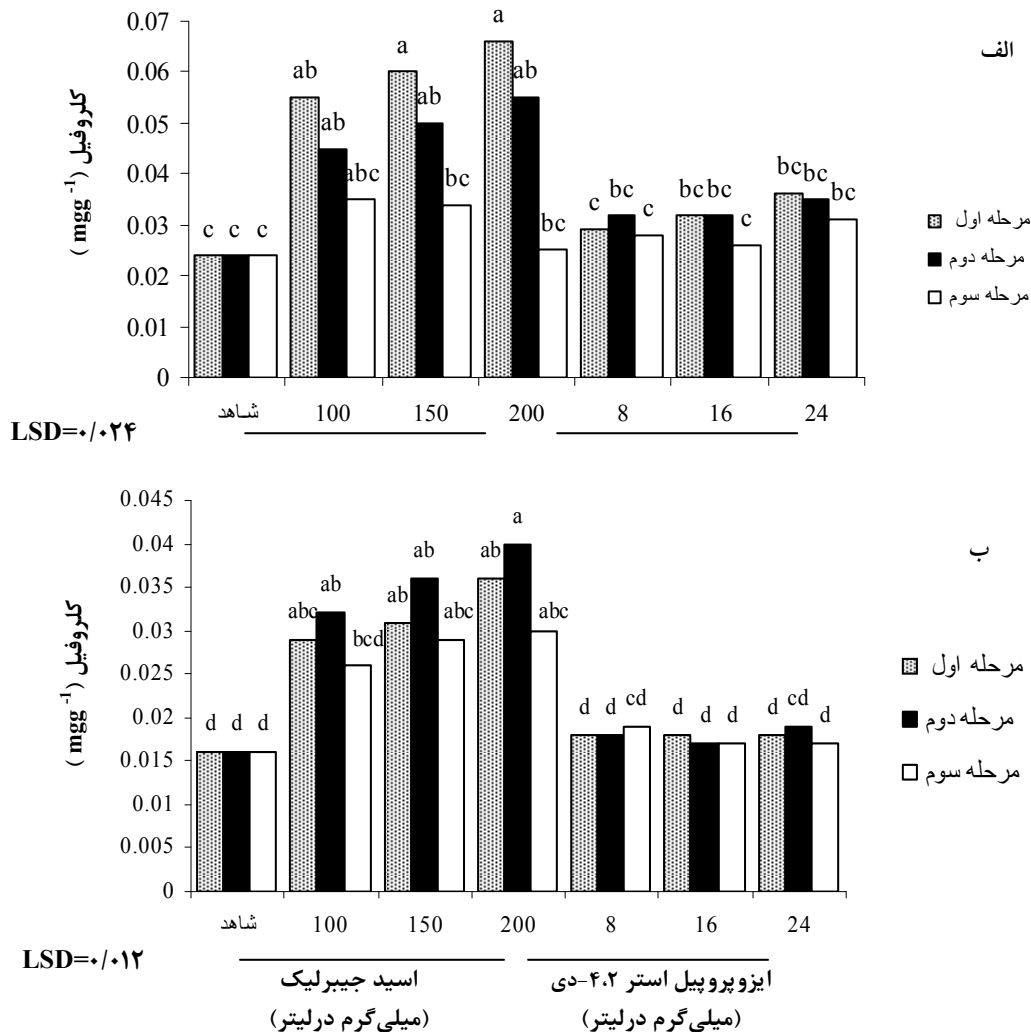 الف
0.07
0.06
0.05
0.04
0.03
0.02
0.01
0
کلروفیل (mgg -1)
c c c
ab ab abc
a ab bc
a ab bc
c bc c
bc bc c
bc bc bc
مرحله اول
مرحله دوم
مرحله سوم
شاهد 100 150 200 8 16 24
LSD=۰/۰۲۴
ب
0.045
0.04
0.035
0.03
0.025
0.02
0.015
0.01
0.005
0
کلروفیل (mgg -1)
d d d
abc ab bcd
ab ab abc
ab a abc
d d cd
d d d
d cd d
مرحله اول
مرحله دوم
مرحله سوم
شاهد 100 150 200 8 16 24
LSD=۰/۰۱۲
اسید جیبرلیک
(میلی‌گرم درلیتر)
ایزوپروپیل استر ۴،۲-دی
(میلی‌گرم درلیتر)